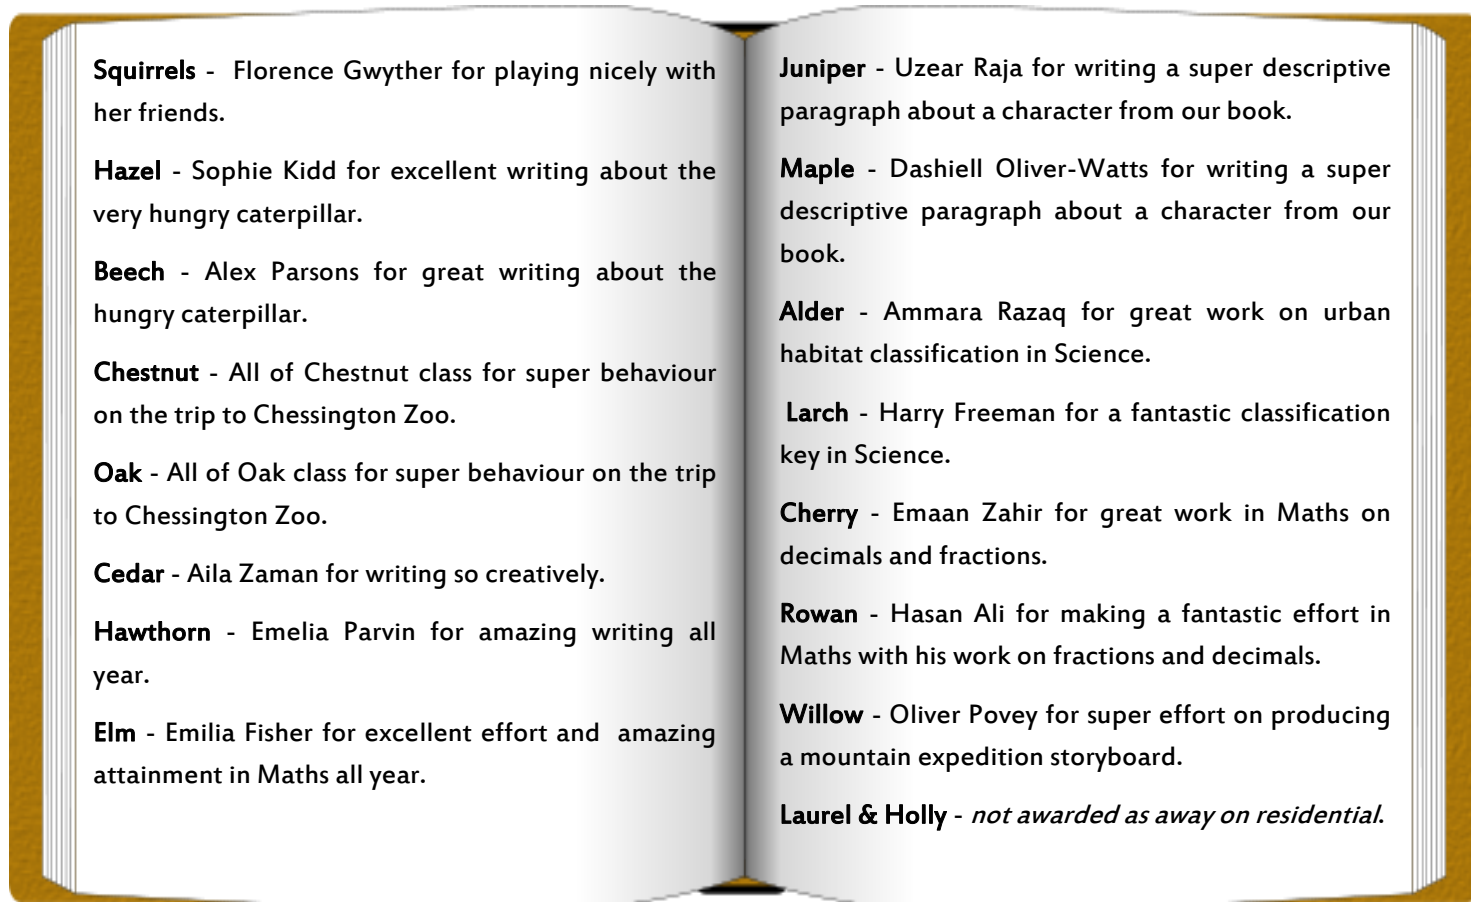 Squirrels - Florence Gwyther for playing nicely with
her friends.
Hazel - Sophie Kidd for excellent writing about the
very hungry caterpillar.
Beech - Alex Parsons for great writing about the
hungry caterpillar.
Chestnut - All of Chestnut class for super behaviour
on the trip to Chessington Zoo.
Oak - All of Oak class for super behaviour on the trip
to Chessington Zoo.
Cedar - Aila Zaman for writing so creatively.
Hawthorn - Emelia Parvin for amazing writing all
year.
Elm - Emilia Fisher for excellent effort and amazing
attainment in Maths all year.
Juniper - Uzear Raja for writing a super descriptive
paragraph about a character from our book.
Maple - Dashiell Oliver-Watts for writing a super
descriptive paragraph about a character from our
book.
Alder - Ammara Razaq for great work on urban
habitat classification in Science.
Larch - Harry Freeman for a fantastic classification
key in Science.
Cherry - Emaan Zahir for great work in Maths on
decimals and fractions.
Rowan - Hasan Ali for making a fantastic effort in
Maths with his work on fractions and decimals.
Willow - Oliver Povey for super effort on producing
a mountain expedition storyboard.
Laurel & Holly - not awarded as away on residential.